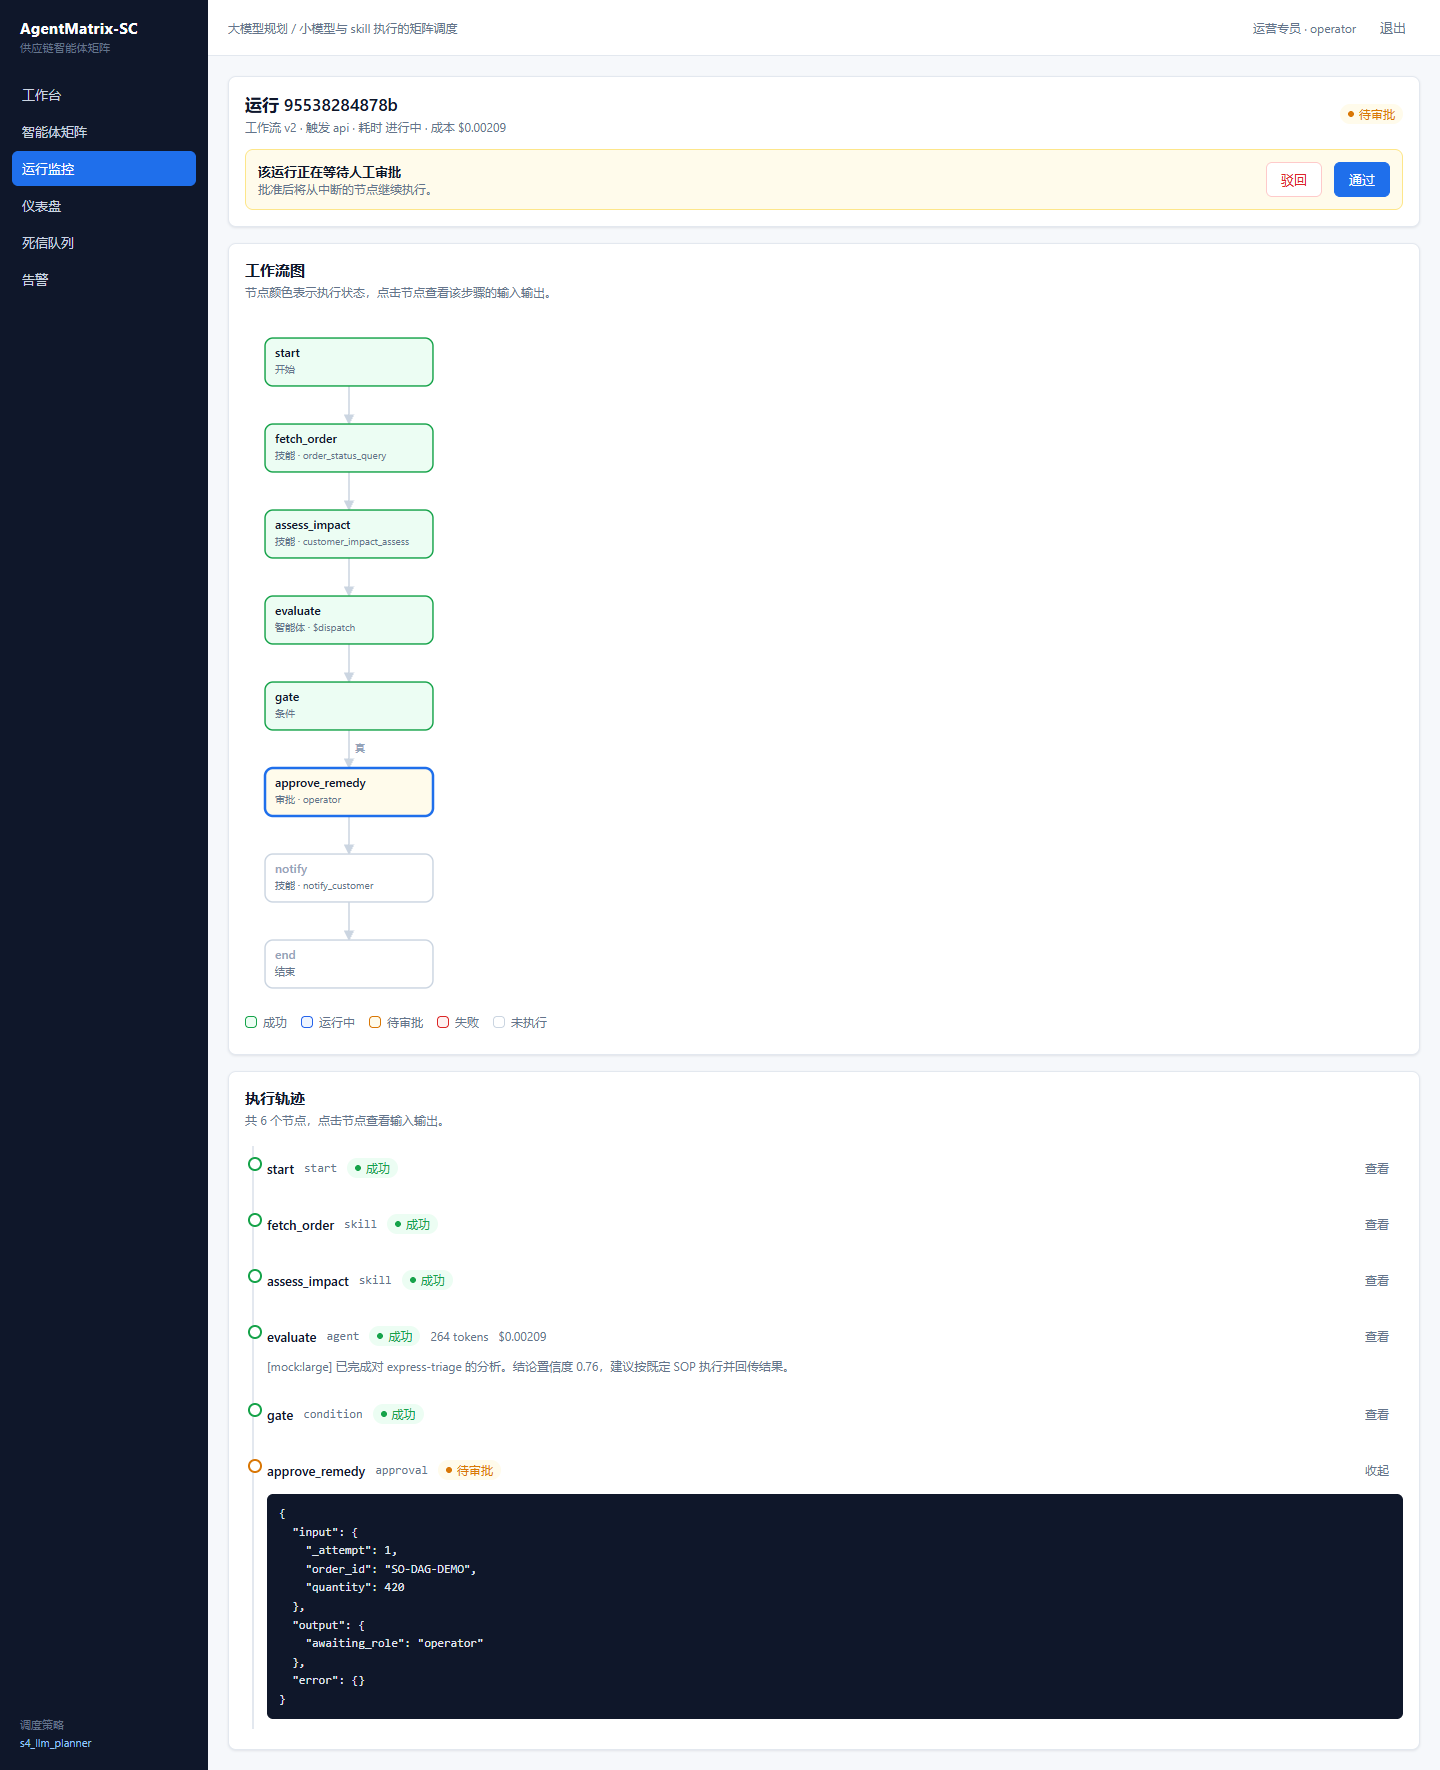 AgentMatrix-SC
供应链智能体矩阵
工作台
智能体矩阵
运行监控
仪表盘
死信队列
告警
调度策略
s4_llm_planner
大模型规划 / 小模型与 skill 执行的矩阵调度
运营专员 · operator
退出
运行 95538284878b
工作流 v2 · 触发 api · 耗时 进行中 · 成本 $0.00209
待审批
该运行正在等待人工审批
批准后将从中断的节点继续执行。
驳回
通过
工作流图
节点颜色表示执行状态，点击节点查看该步骤的输入输出。
start
开始
fetch_order
技能 · order_status_query
assess_impact
技能 · customer_impact_assess
evaluate
智能体 · $dispatch
gate
条件
真
approve_remedy
审批 · operator
notify
技能 · notify_customer
end
结束
成功
运行中
待审批
失败
未执行
执行轨迹
共 6 个节点，点击节点查看输入输出。
start start 成功 查看
fetch_order skill 成功 查看
assess_impact skill 成功 查看
evaluate agent 成功 264 tokens $0.00209 查看
[mock:large] 已完成对 express-triage 的分析。结论置信度 0.76，建议按既定 SOP 执行并回传结果。
gate condition 成功 查看
approve_remedy approval 待审批 收起
{
"input": {
"_attempt": 1,
"order_id": "SO-DAG-DEMO",
"quantity": 420
},
"output": {
"awaiting_role": "operator"
},
"error": {}
}